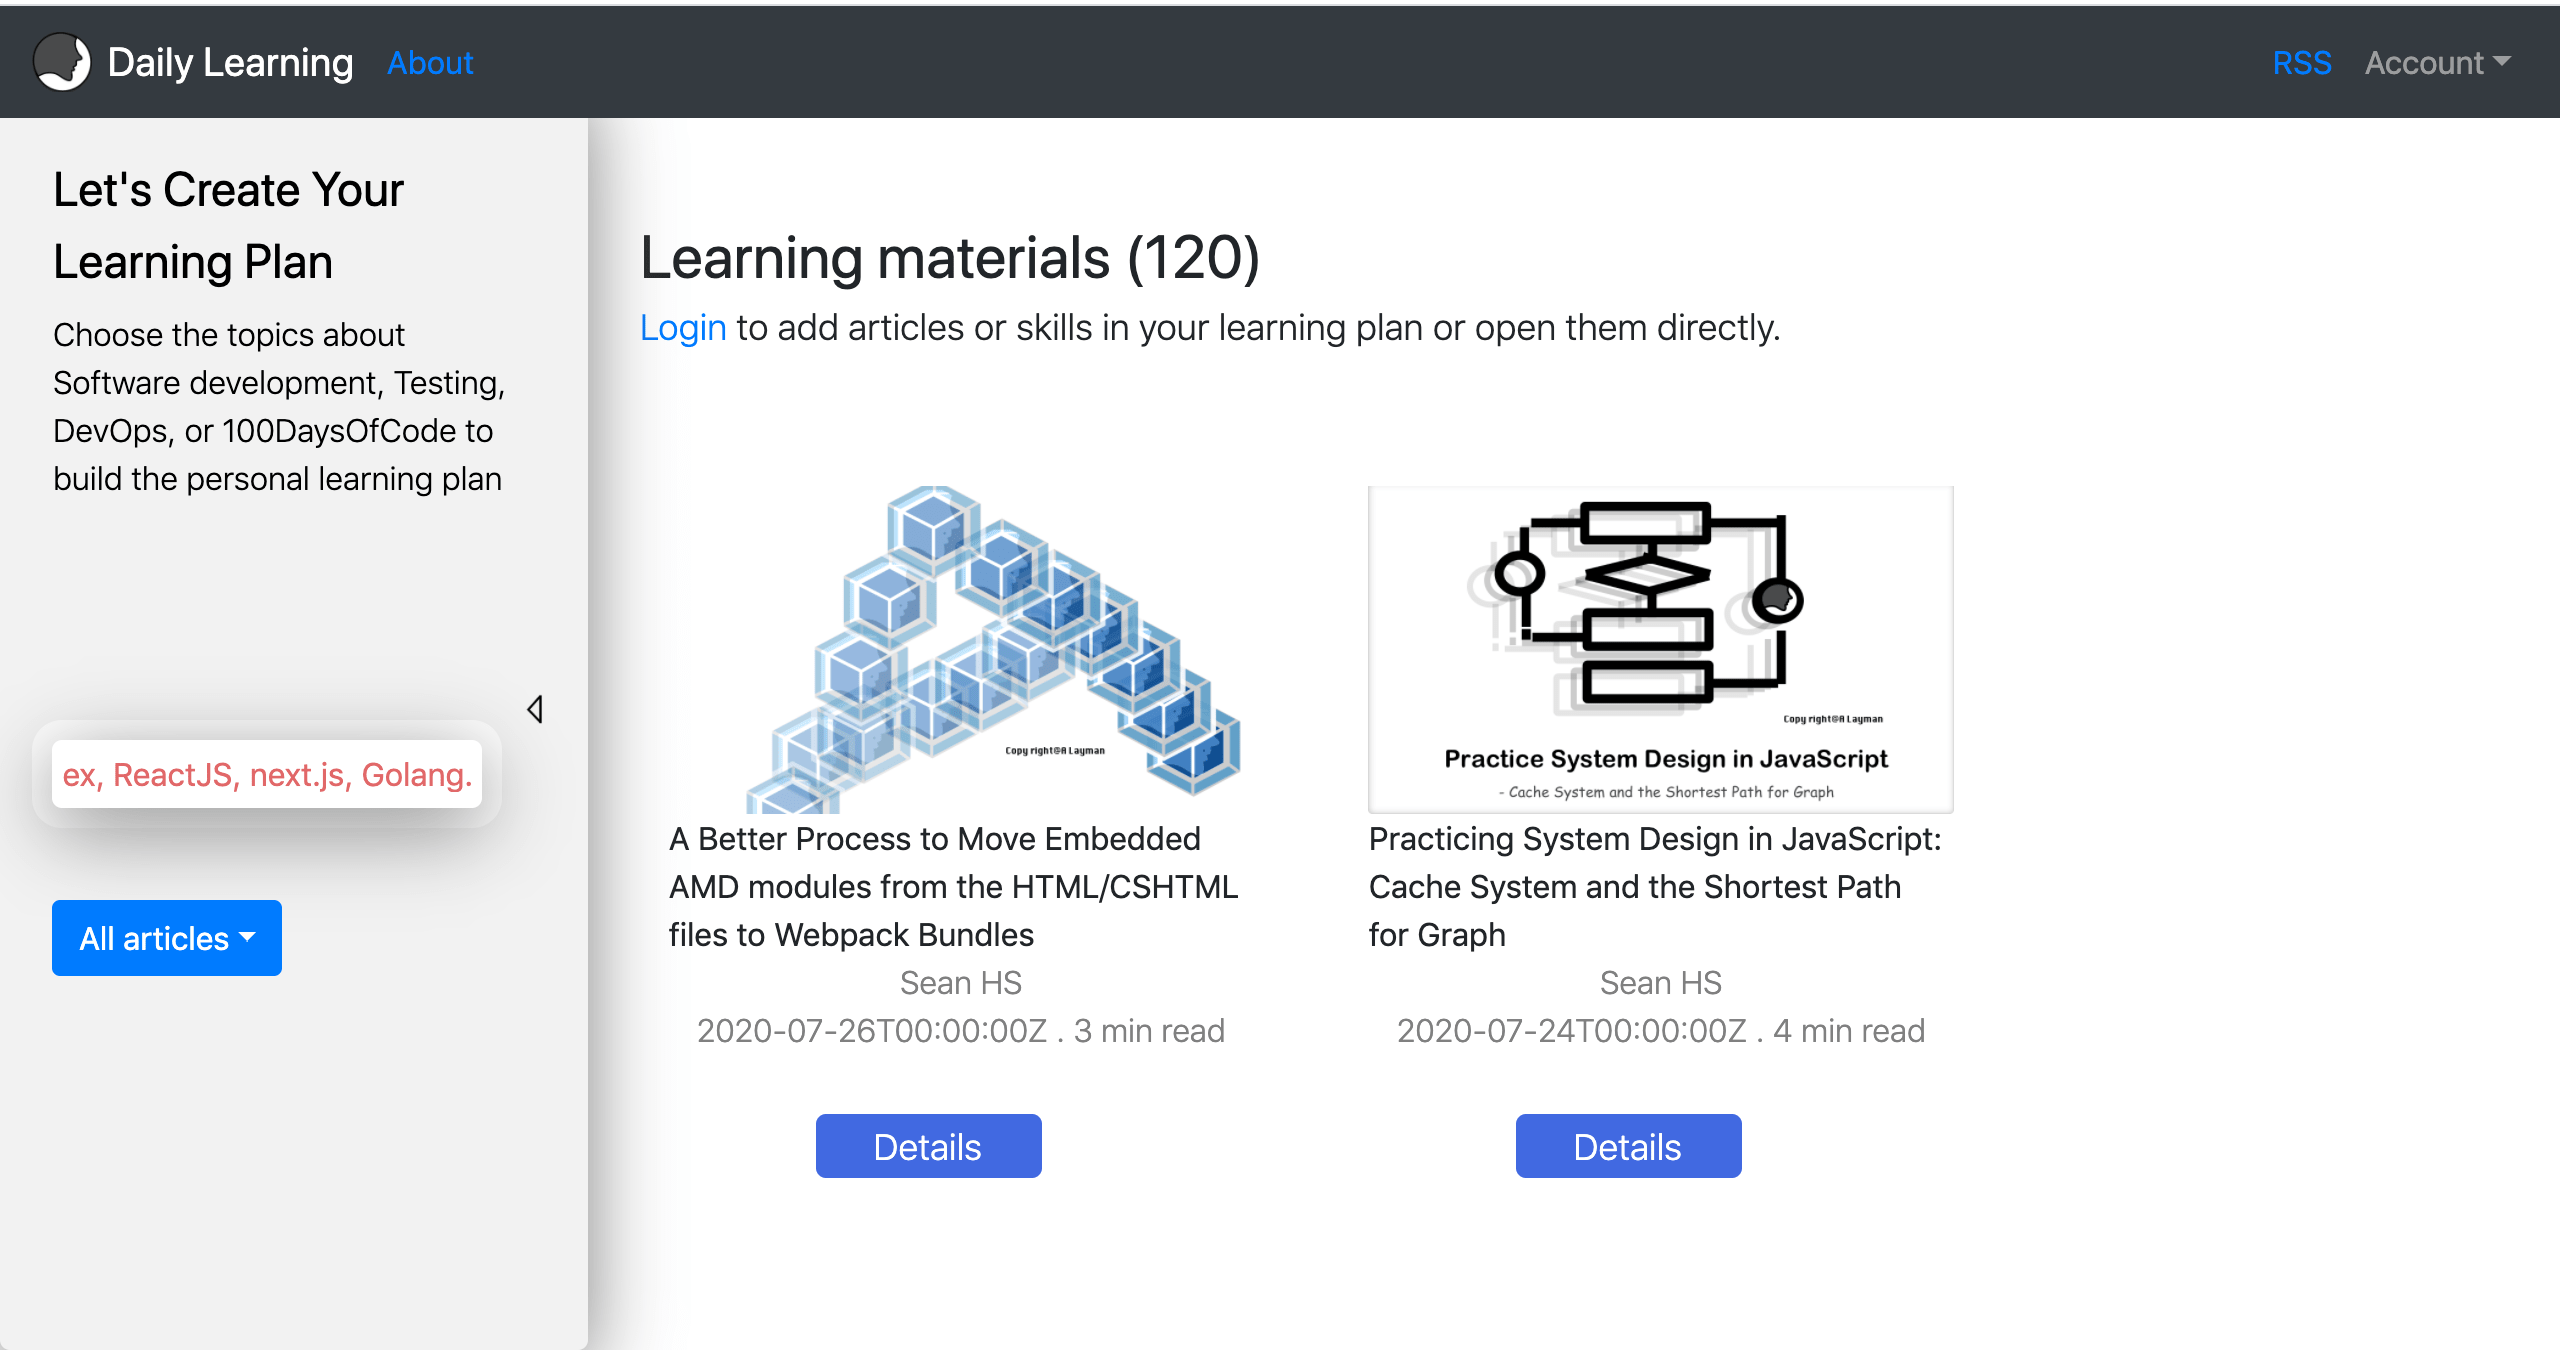 Daily Learning About RSS Account
Let's Create Your
Learning Plan
Choose the topics about
Software development, Testing,
DevOps, or 100DaysOfCode to
build the personal learning plan
ex, ReactJS, next.js, Golang.
All articles
Learning materials (120)
Login to add articles or skills in your learning plan or open them directly.
Copy right@A Layman
A Better Process to Move Embedded
AMD modules from the HTML/CSHTML
files to Webpack Bundles
Sean HS
2020-07-26T00:00:00Z . 3 min read
Details
Copy right@A Layman
Practice System Design in JavaScript
- Cache System and the Shortest Path for Graph
Practicing System Design in JavaScript:
Cache System and the Shortest Path
for Graph
Sean HS
2020-07-24T00:00:00Z . 4 min read
Details